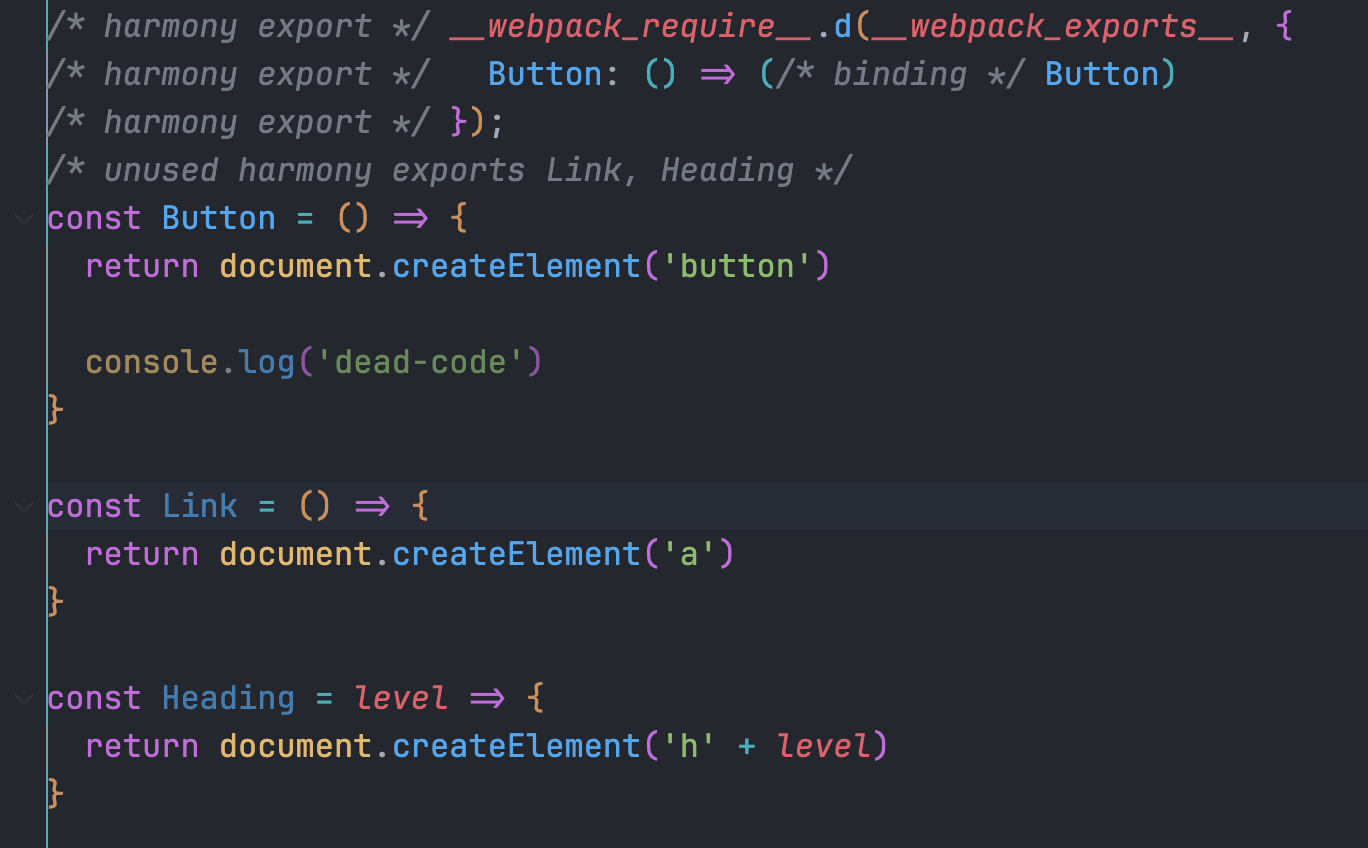 /* harmony export */ __webpack_require__.d(__webpack_exports__, {
/* harmony export */   Button: () => (/* binding */ Button)
/* harmony export */ });
/* unused harmony exports Link, Heading */
const Button = () => {
  return document.createElement('button')

  console.log('dead-code')
}

const Link = () => {
  return document.createElement('a')
}

const Heading = level => {
  return document.createElement('h' + level)
}